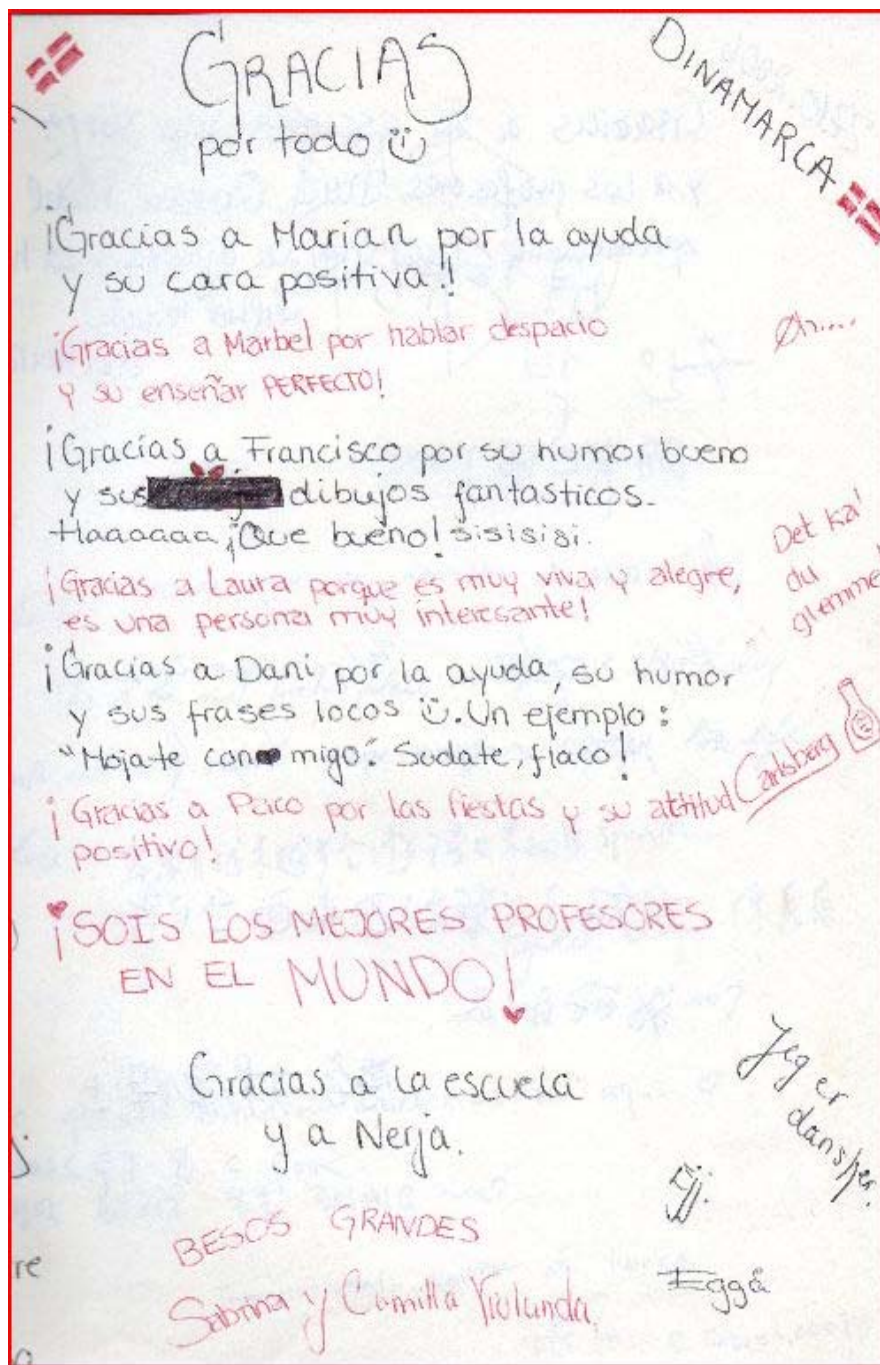 GRACIAS
por todo
DINAMARCA
¡Gracias a Marian por la ayuda
y su cara positiva!
¡Gracias a Marbel por hablar despacio
y su enseñar PERFECTO!
Øh....
¡Gracias a Francisco por su humor bueno
y sus dibujos fantasticos.
Haaaaaa ¡Que bueno! sisisisi.
Det ka'
du
glemme!
¡Gracias a Laura porque es muy viva y alegre,
es una persona muy interesante!
¡Gracias a Dani por la ayuda, su humor
y sus frases locos ü. Un ejemplo:
"Mojate con migo". Sudate, flaco!
¡Gracias a Paco por las fiestas y su attitud
positivo!
Carlsberg
¡SOIS LOS MEJORES PROFESORES
EN EL MUNDO!
Gracias a la escuela
y a Nerja.
Jeg er
dansker.
Ejj.
BESOS GRANDES
Sabrina y Camilla
re